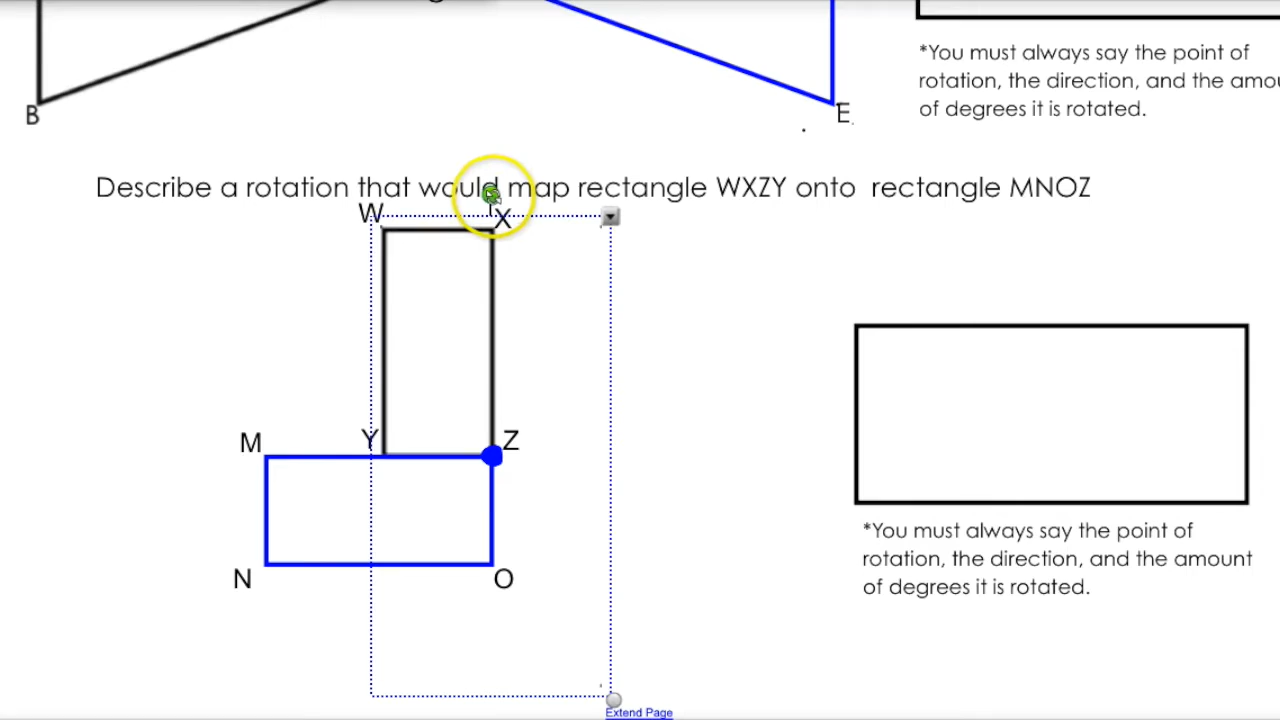 *You must always say the point of
rotation, the direction, and the amou
of degrees it is rotated.
B
E
Describe a rotation that would map rectangle WXZY onto rectangle MNOZ
W
X
M
Y
Z
N
O
*You must always say the point of
rotation, the direction, and the amount
of degrees it is rotated.
Extend Page